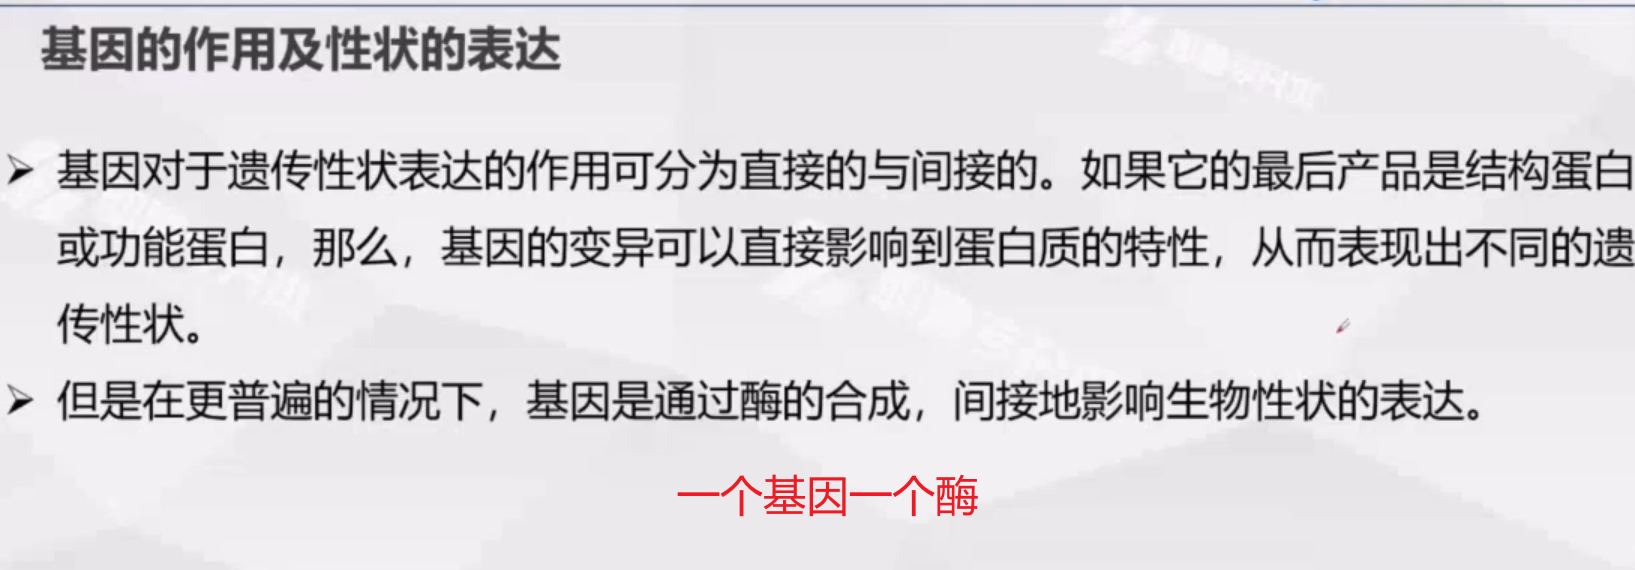 基因的作用及性状的表达
基因对于遗传性状表达的作用可分为直接的与间接的。如果它的最后产品是结构蛋白
或功能蛋白，那么，基因的变异可以直接影响到蛋白质的特性，从而表现出不同的遗
传性状。
但是在更普遍的情况下，基因是通过酶的合成，间接地影响生物性状的表达。
一个基因一个酶